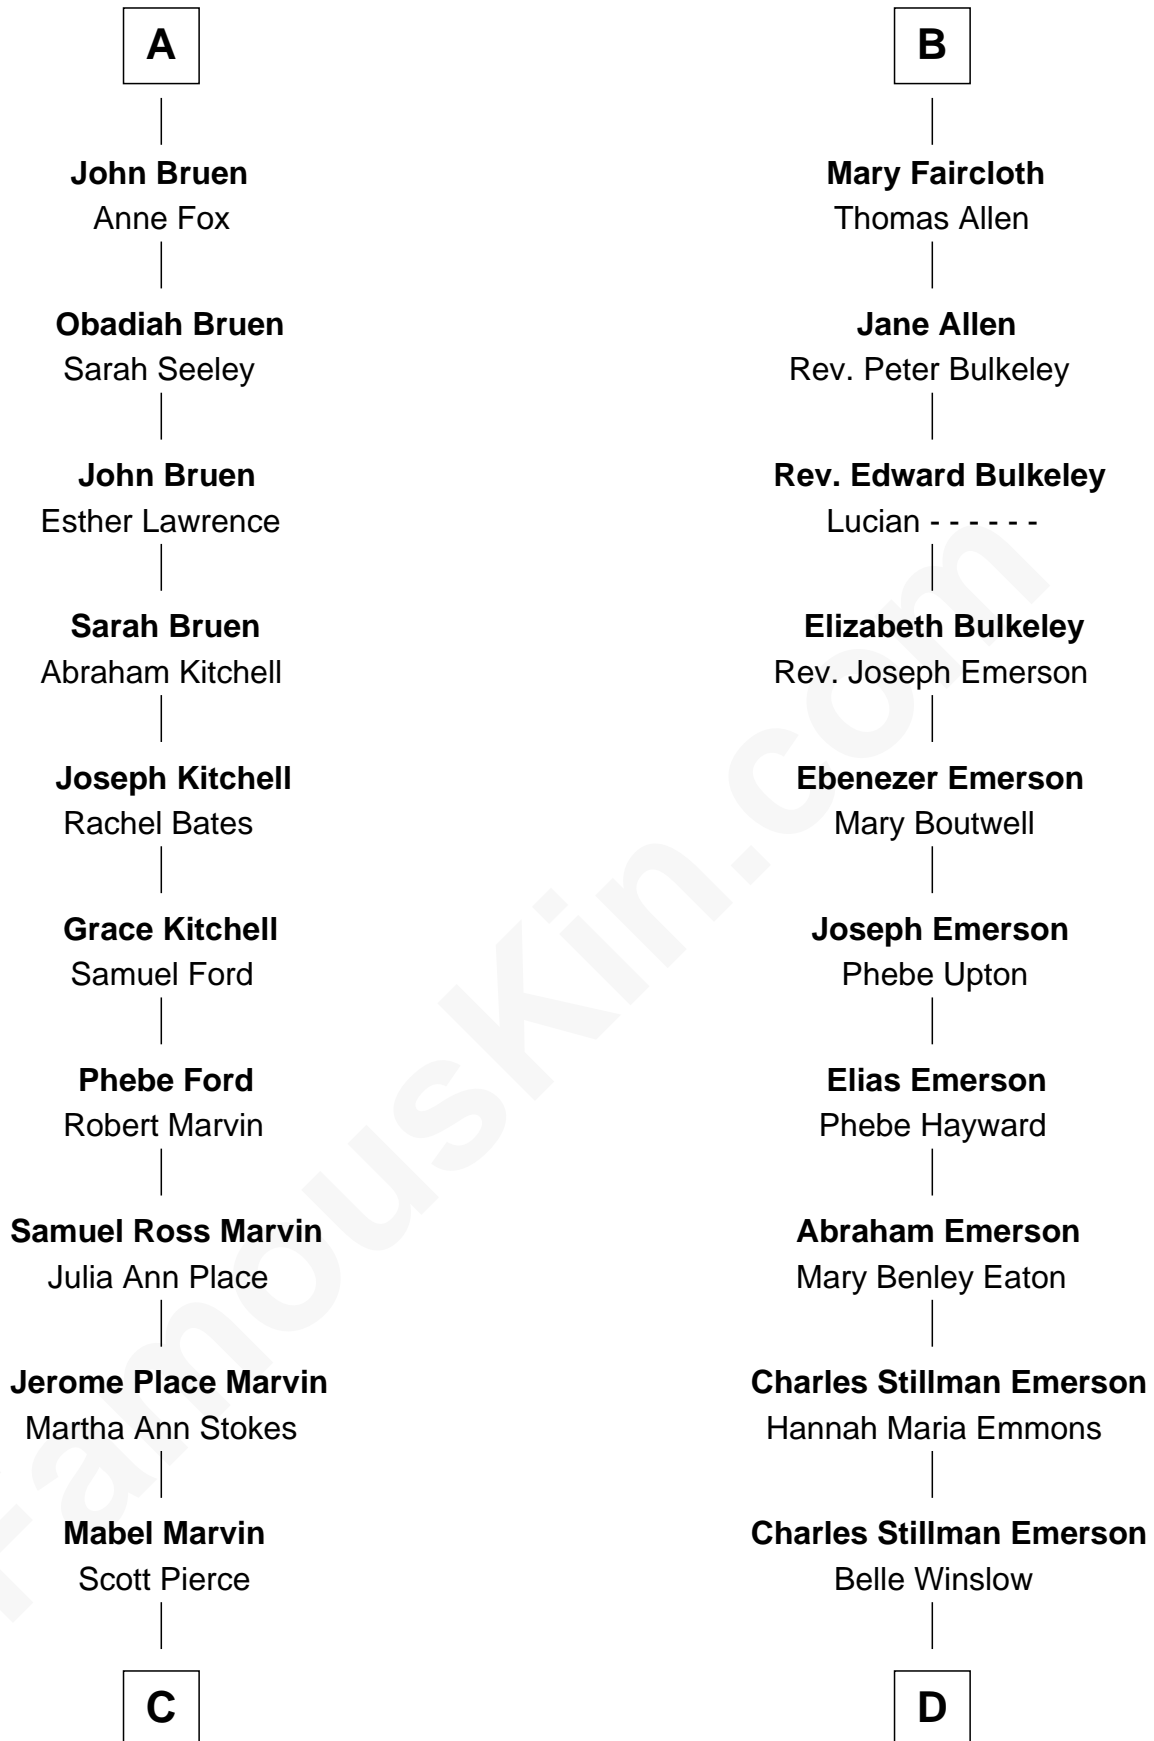 A
John Bruen
Anne Fox
Obadiah Bruen
Sarah Seeley
John Bruen
Esther Lawrence
Sarah Bruen
Abraham Kitchell
Joseph Kitchell
Rachel Bates
Grace Kitchell
Samuel Ford
Phebe Ford
Robert Marvin
Samuel Ross Marvin
Julia Ann Place
Jerome Place Marvin
Martha Ann Stokes
Mabel Marvin
Scott Pierce
C
B
Mary Faircloth
Thomas Allen
Jane Allen
Rev. Peter Bulkeley
Rev. Edward Bulkeley
Lucian - - - - - -
Elizabeth Bulkeley
Rev. Joseph Emerson
Ebenezer Emerson
Mary Boutwell
Joseph Emerson
Phebe Upton
Elias Emerson
Phebe Hayward
Abraham Emerson
Mary Benley Eaton
Charles Stillman Emerson
Hannah Maria Emmons
Charles Stillman Emerson
Belle Winslow
D
FamousKin.com